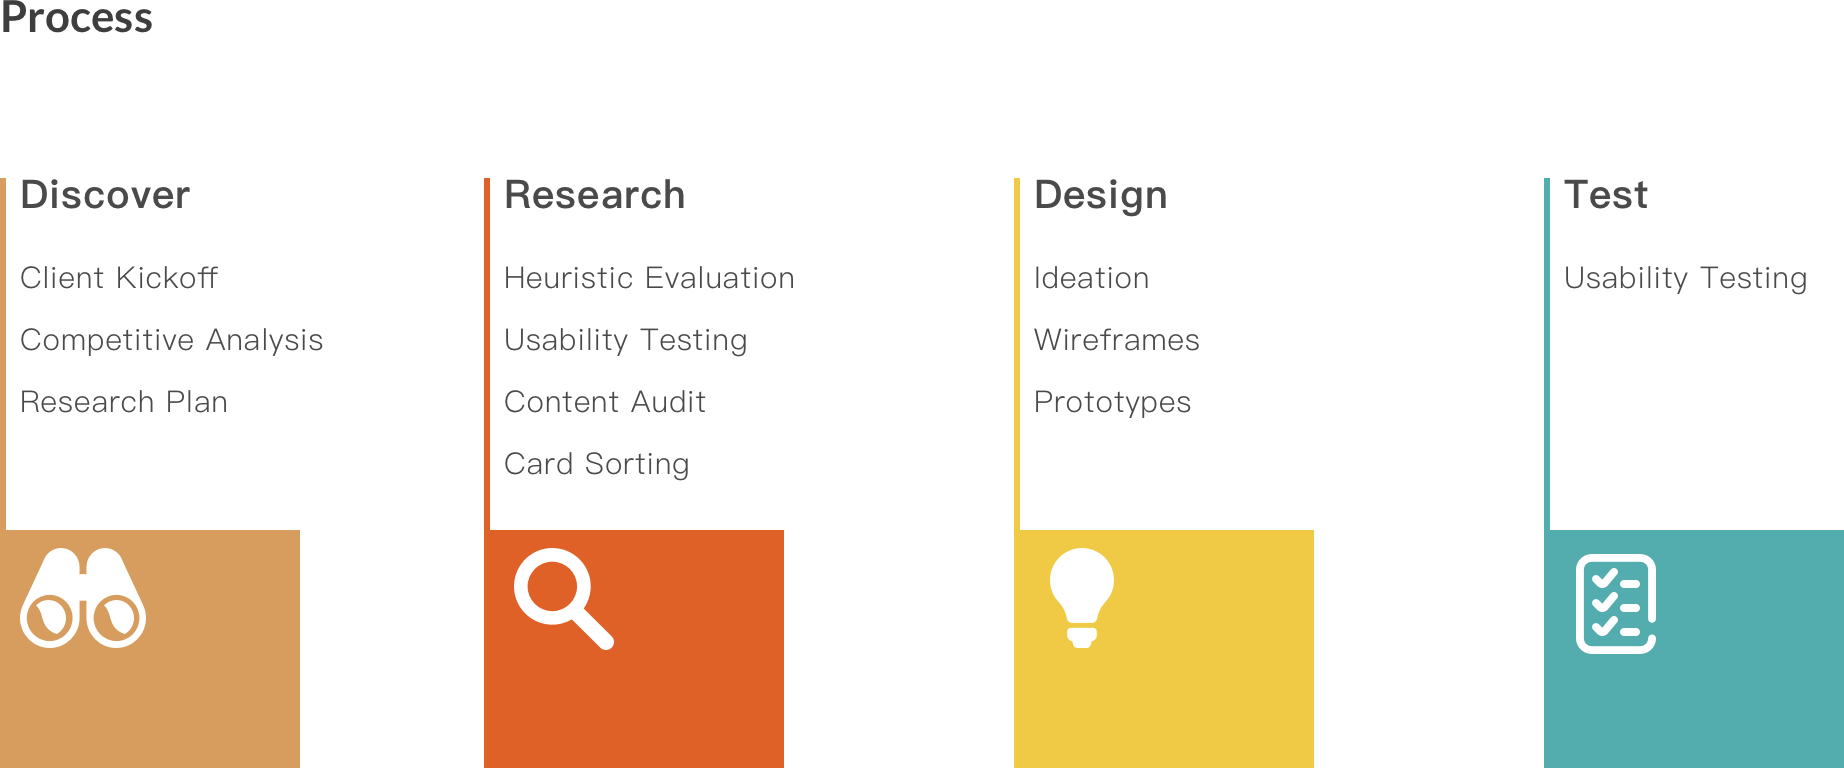 Process
Discover
Client Kickoff
Competitive Analysis
Research Plan
Research
Heuristic Evaluation
Usability Testing
Content Audit
Card Sorting
Design
Ideation
Wireframes
Prototypes
Test
Usability Testing